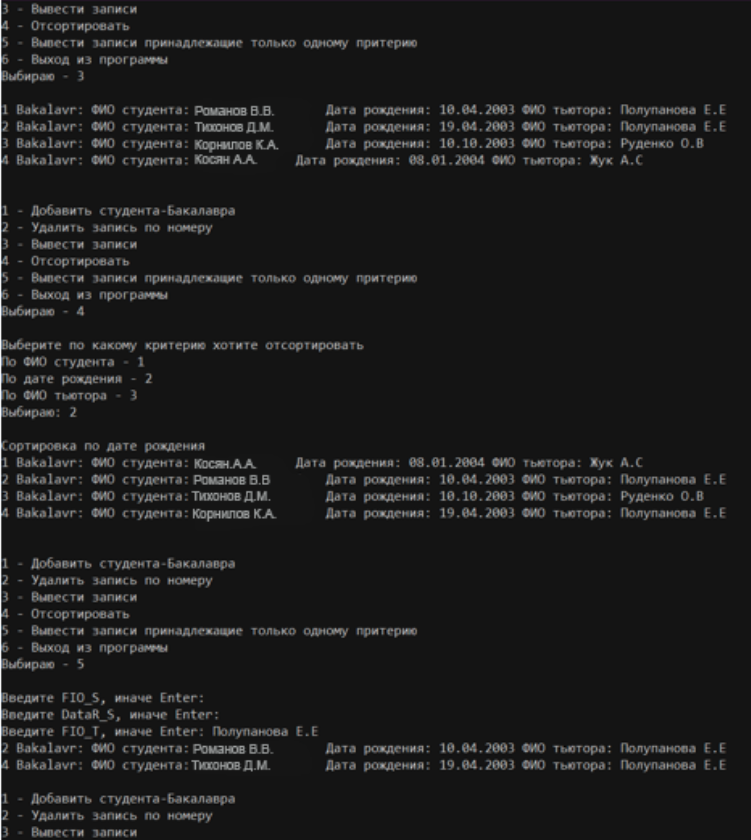 3 - Вывести записи
4 - Отсортировать
5 - Вывести записи принадлежащие только одному притерию
6 - Выход из программы
Выбираю - 3
1 Bakalavr: ФИО студента: Романов В.В. Дата рождения: 10.04.2003 ФИО тьютора: Полупанова Е.Е
2 Bakalavr: ФИО студента: Тихонов Д.М. Дата рождения: 19.04.2003 ФИО тьютора: Полупанова Е.Е
3 Bakalavr: ФИО студента: Корнилов К.А. Дата рождения: 10.10.2003 ФИО тьютора: Руденко О.В
4 Bakalavr: ФИО студента: Косян А.А. Дата рождения: 08.01.2004 ФИО тьютора: Жук А.С
1 - Добавить студента-Бакалавра
2 - Удалить запись по номеру
3 - Вывести записи
4 - Отсортировать
5 - Вывести записи принадлежащие только одному притерию
6 - Выход из программы
Выбираю - 4
Выберите по какому критерию хотите отсортировать
По ФИО студента - 1
По дате рождения - 2
По ФИО тьютора - 3
Выбираю: 2
Сортировка по дате рождения
1 Bakalavr: ФИО студента: Косян.А.А. Дата рождения: 08.01.2004 ФИО тьютора: Жук А.С
2 Bakalavr: ФИО студента: Романов В.В Дата рождения: 10.04.2003 ФИО тьютора: Полупанова Е.Е
3 Bakalavr: ФИО студента: Тихонов Д.М. Дата рождения: 10.10.2003 ФИО тьютора: Руденко О.В
4 Bakalavr: ФИО студента: Корнилов К.А. Дата рождения: 19.04.2003 ФИО тьютора: Полупанова Е.Е
1 - Добавить студента-Бакалавра
2 - Удалить запись по номеру
3 - Вывести записи
4 - Отсортировать
5 - Вывести записи принадлежащие только одному притерию
6 - Выход из программы
Выбираю - 5
Введите FIO_S, иначе Enter:
Введите DataR_S, иначе Enter:
Введите FIO_T, иначе Enter: Полупанова Е.Е
2 Bakalavr: ФИО студента: Романов В.В. Дата рождения: 10.04.2003 ФИО тьютора: Полупанова Е.Е
4 Bakalavr: ФИО студента: Тихонов Д.М. Дата рождения: 19.04.2003 ФИО тьютора: Полупанова Е.Е
1 - Добавить студента-Бакалавра
2 - Удалить запись по номеру
3 - Вывести записи